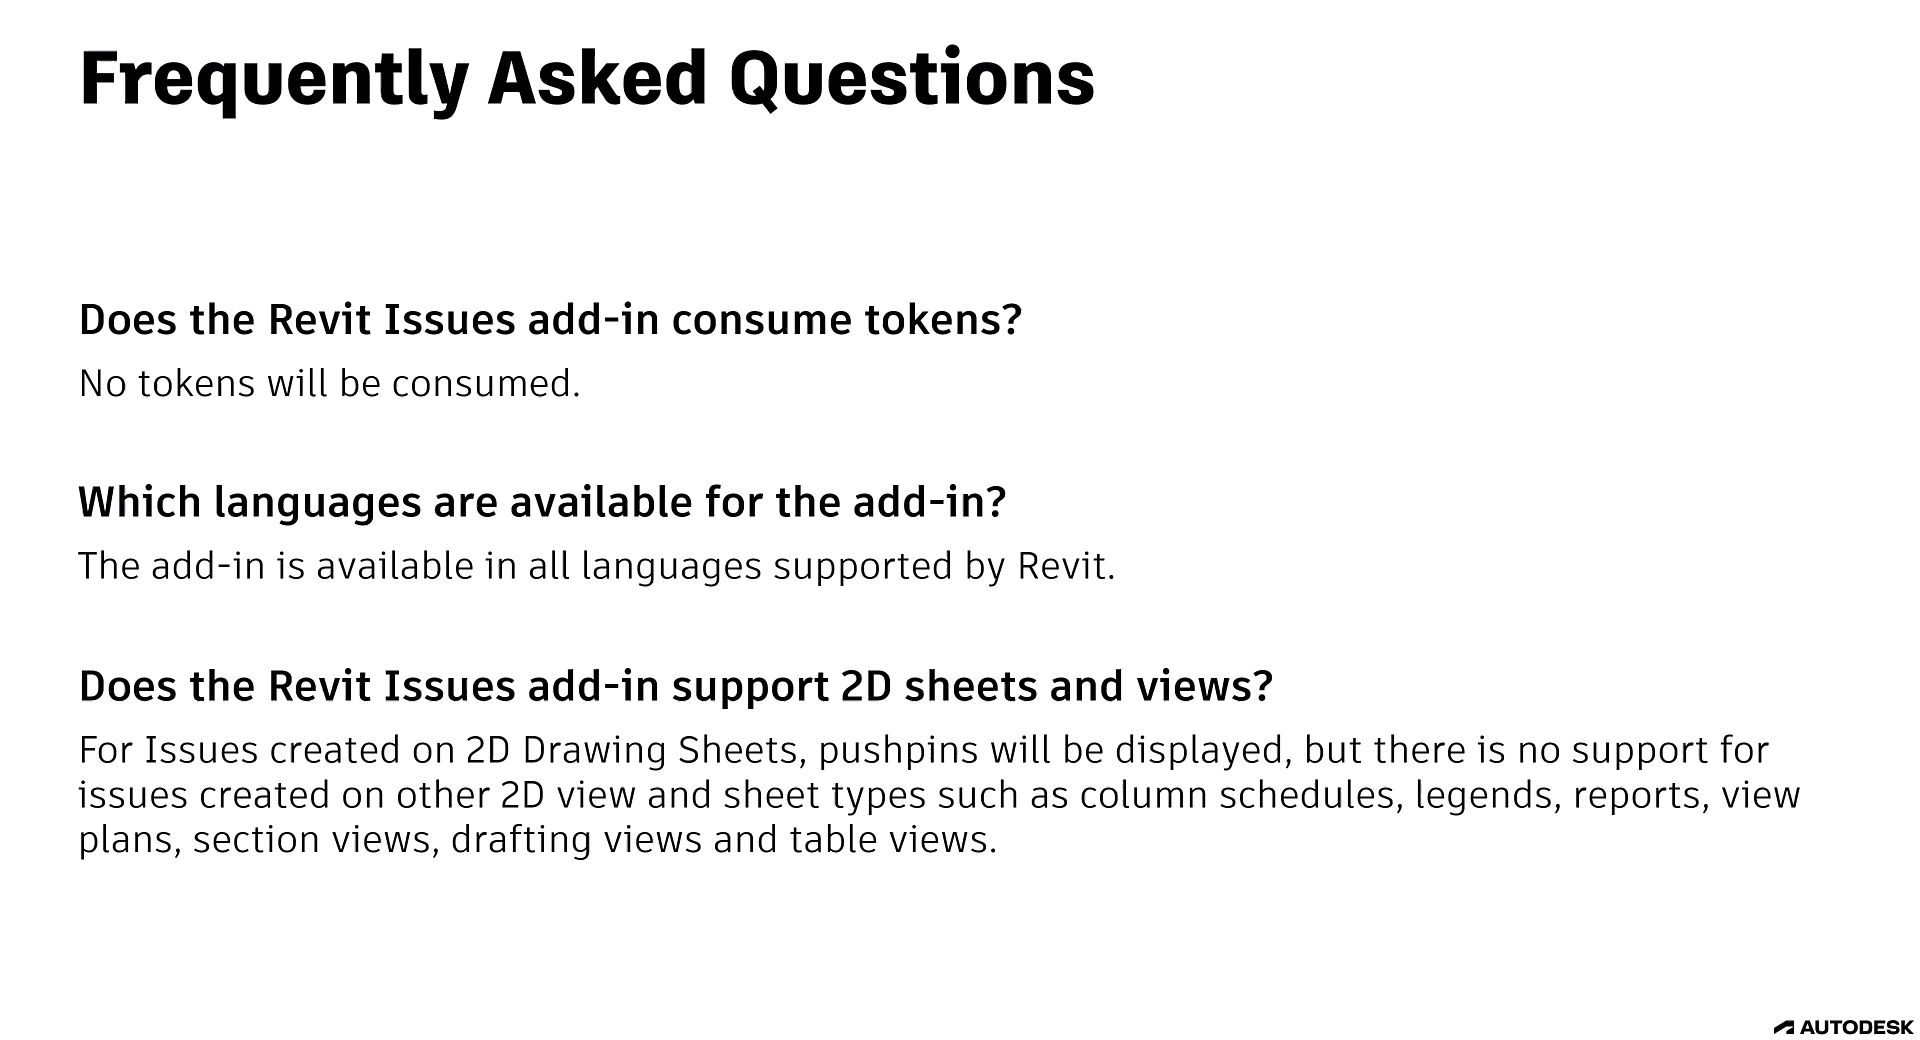 Frequently Asked Questions
Does the Revit Issues add-in consume tokens?
No tokens will be consumed.
Which languages are available for the add-in?
The add-in is available in all languages supported by Revit.
Does the Revit Issues add-in support 2D sheets and views?
For Issues created on 2D Drawing Sheets, pushpins will be displayed, but there is no support for
issues created on other 2D view and sheet types such as column schedules, legends, reports, view
plans, section views, drafting views and table views.
AUTODESK